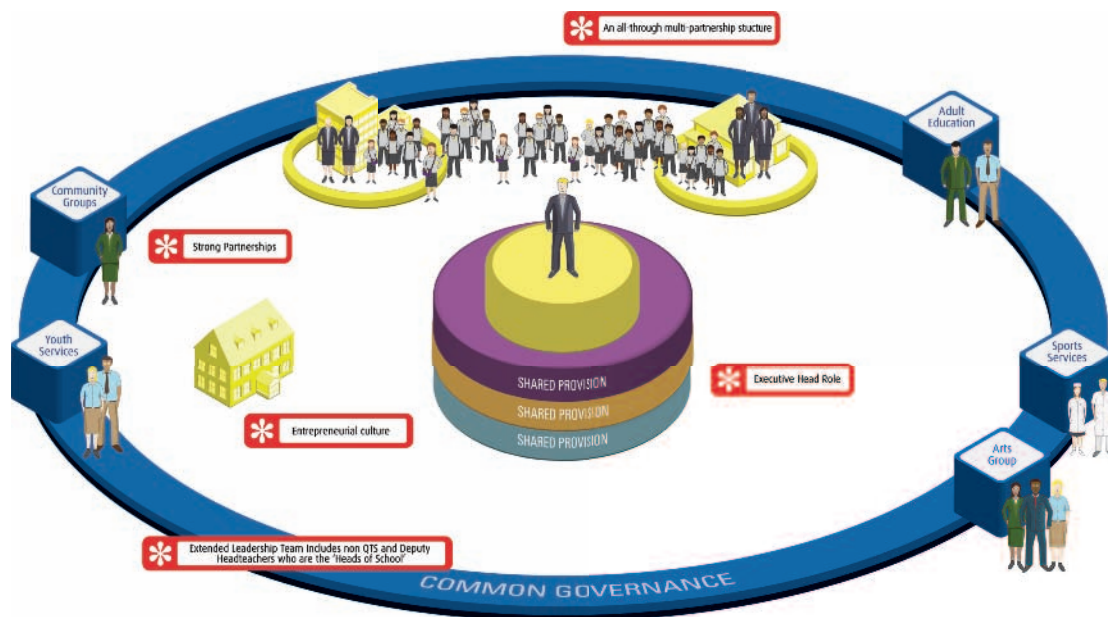 An all-through multi-partnership stucture
Adult
Education
Community
Groups
Strong Partnerships
Youth
Services
Sports
Services
SHARED PROVISION
Executive Head Role
SHARED PROVISION
Entrepreneurial culture
SHARED PROVISION
Arts
Group
Extended Leadership Team Includes non QTS and Deputy
Headteachers who are the 'Heads of School'
COMMON GOVERNANCE